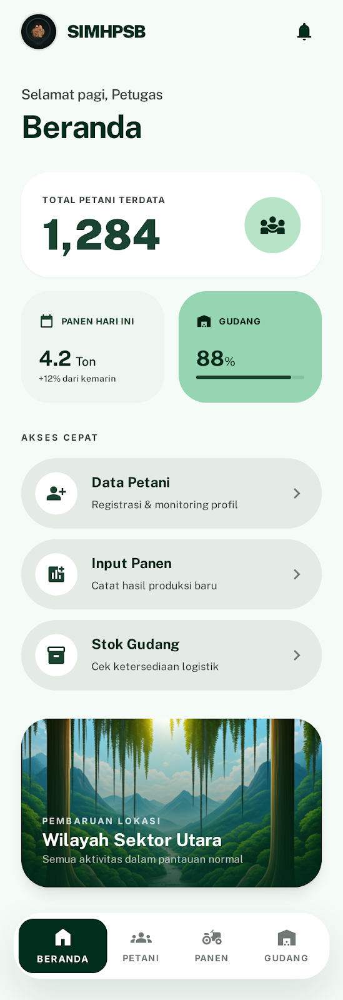 SIMHPSB
Selamat pagi, Petugas
Beranda
TOTAL PETANI TERDATA
1,284
PANEN HARI INI
4.2 Ton
+12% dari kemarin
GUDANG
88%
AKSES CEPAT
Data Petani
Registrasi & monitoring profil
Input Panen
Catat hasil produksi baru
Stok Gudang
Cek ketersediaan logistik
PEMBARUAN LOKASI
Wilayah Sektor Utara
Semua aktivitas dalam pantauan normal
BERANDA
PETANI
PANEN
GUDANG